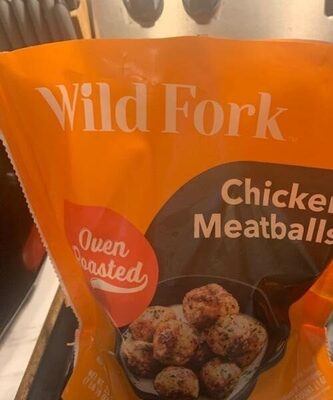 Wild Fork
Chicken
Meatballs
Oven
Roasted